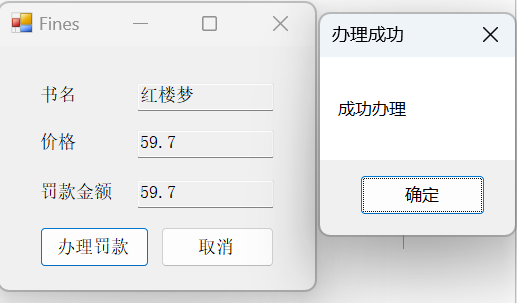 Fines
书名 红楼梦
价格 59.7
罚款金额 59.7
办理罚款 取消
办理成功
成功办理
确定